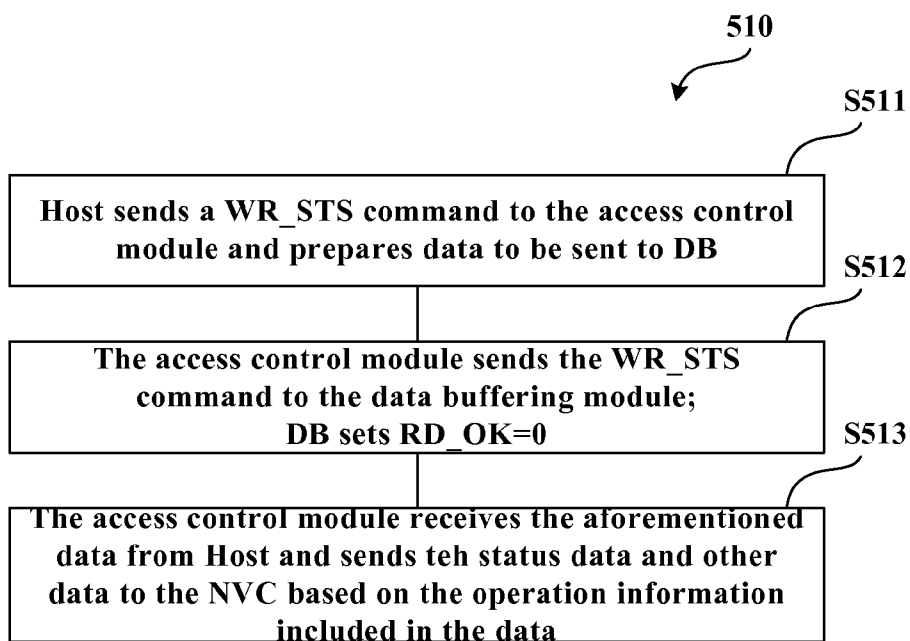 510
S511
Host sends a WR_STS command to the access control
module and prepares data to be sent to DB
S512
The access control module sends the WR_STS
command to the data buffering module;
DB sets RD_OK=0
S513
The access control module receives the aforementioned
data from Host and sends teh status data and other
data to the NVC based on the operation information
included in the data